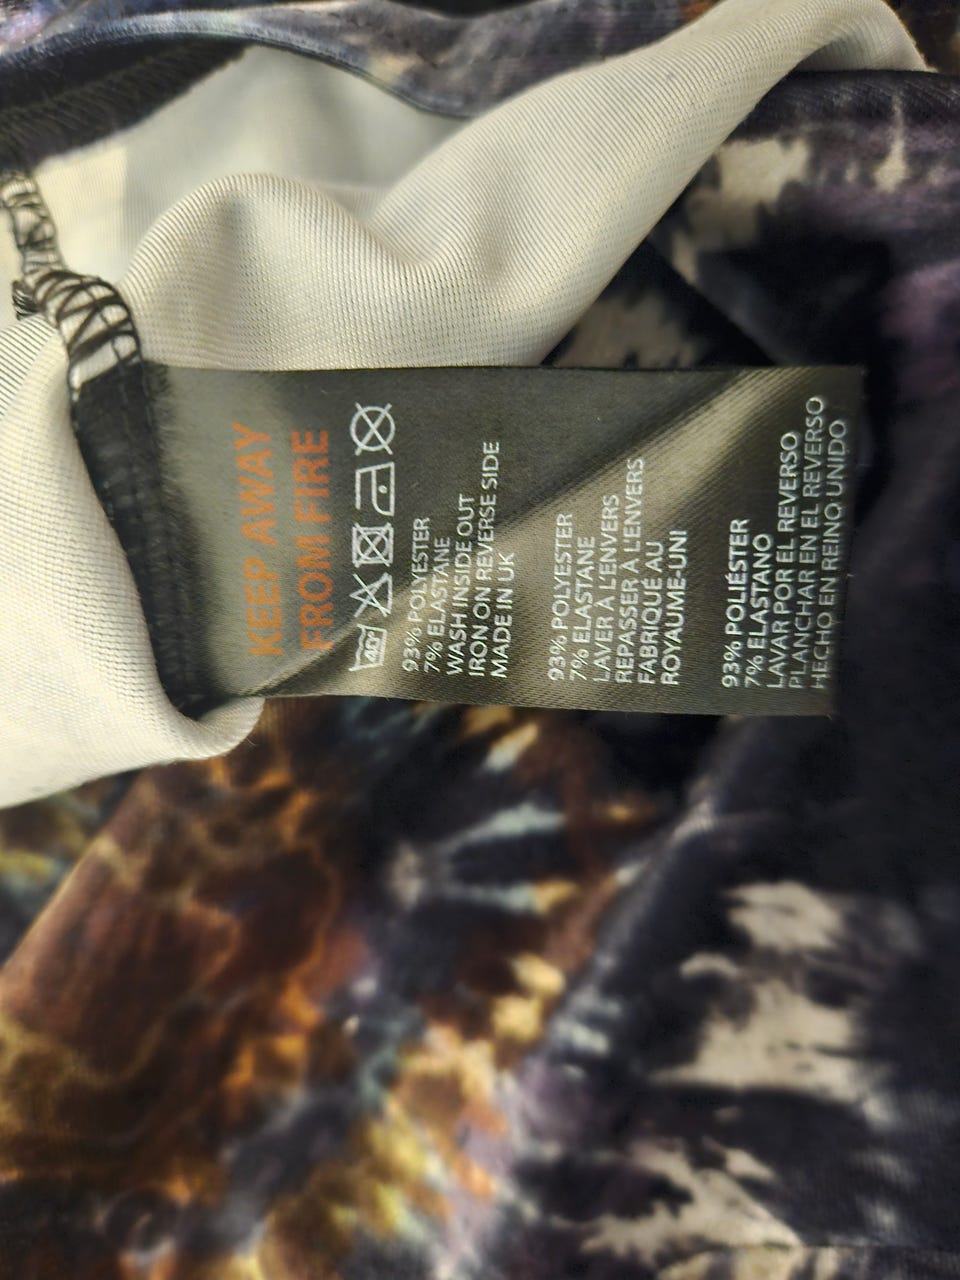 KEEP AWAY
FROM FIRE
40°
93% POLYESTER
7% ELASTANE
WASH INSIDE OUT
IRON ON REVERSE SIDE
MADE IN UK
93% POLYESTER
7% ELASTANE
LAVER À L'ENVERS
REPASSER À L'ENVERS
FABRIQUÉ AU
ROYAUME-UNI
93% POLIÉSTER
7% ELASTANO
LAVAR POR EL REVERSO
PLANCHAR EN EL REVERSO
HECHO EN REINO UNIDO